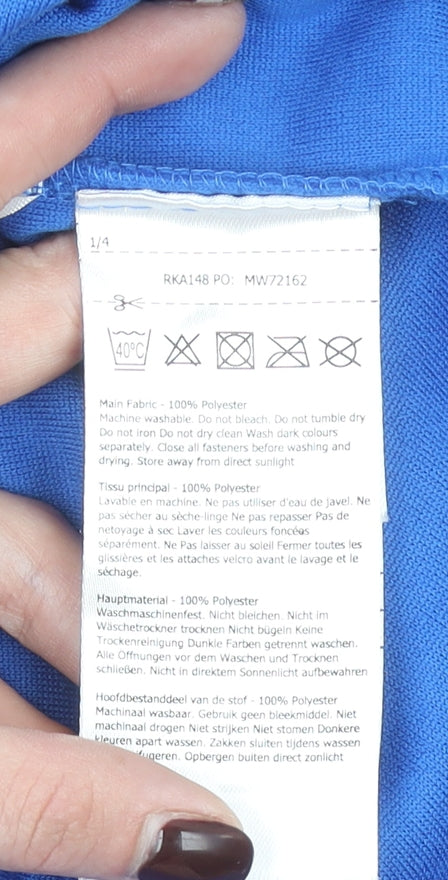 1/4
RKA148 PO: MW72162
40°C
Main Fabric - 100% Polyester
Machine washable. Do not bleach. Do not tumble dry
Do not iron Do not dry clean Wash dark colours
separately. Close all fasteners before washing and
drying. Store away from direct sunlight
Tissu principal - 100% Polyester
Lavable en machine. Ne pas utiliser d'eau de javel. Ne
pas sécher au sèche-linge Ne pas repasser Pas de
netoyage à sec Laver les couleurs foncées
séparément. Ne Pas laisser au soleil Fermer toutes les
glissières et les attaches velcro avant le lavage et le
séchage.
Hauptmaterial - 100% Polyester
Waschmaschinenfest. Nicht bleichen. Nicht im
Wäschetrockner trocknen Nicht bügeln Keine
Trockenreinigung Dunkle Farben getrennt waschen.
Alle Öffnungen vor dem Waschen und Trocknen
schließen. Nicht in direktem Sonnenlicht aufbewahren
Hoofdbestanddeel van de stof - 100% Polyester
Machinaal wasbaar. Gebruik geen bleekmiddel. Niet
machinaal drogen Niet strijken Niet stomen Donkere
kleuren apart wassen. Zakken sluiten tijdens wassen
ifugeren. Opbergen buiten direct zonlicht